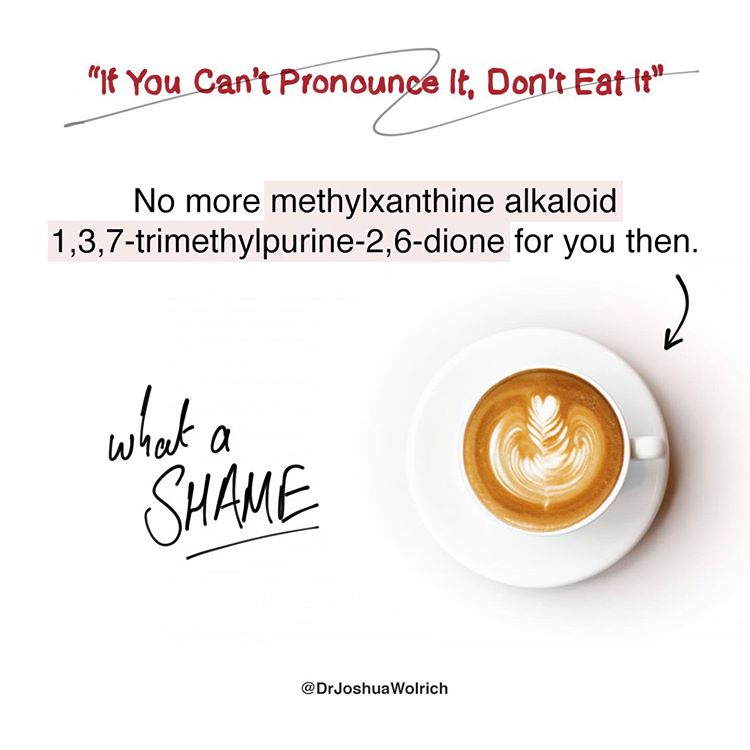 "If You Can't Pronounce It, Don't Eat It"
No more methylxanthine alkaloid
1,3,7-trimethylpurine-2,6-dione for you then.
what a
SHAME
@DrJoshuaWolrich